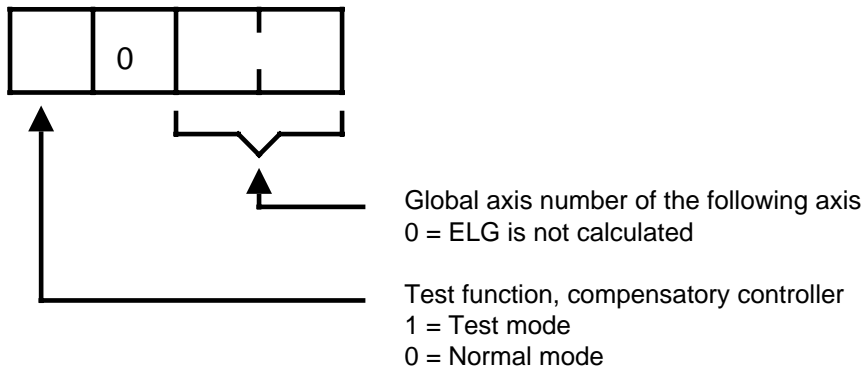 0
Global axis number of the following axis
0 = ELG is not calculated
Test function, compensatory controller
1 = Test mode
0 = Normal mode